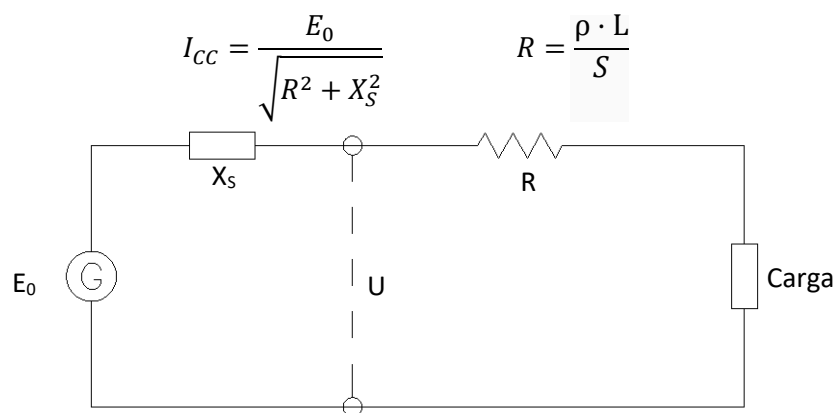 I_CC = E_0 / √(R² + X_S²)
R = ρ · L / S
X_S
R
E_0
G
U
Carga